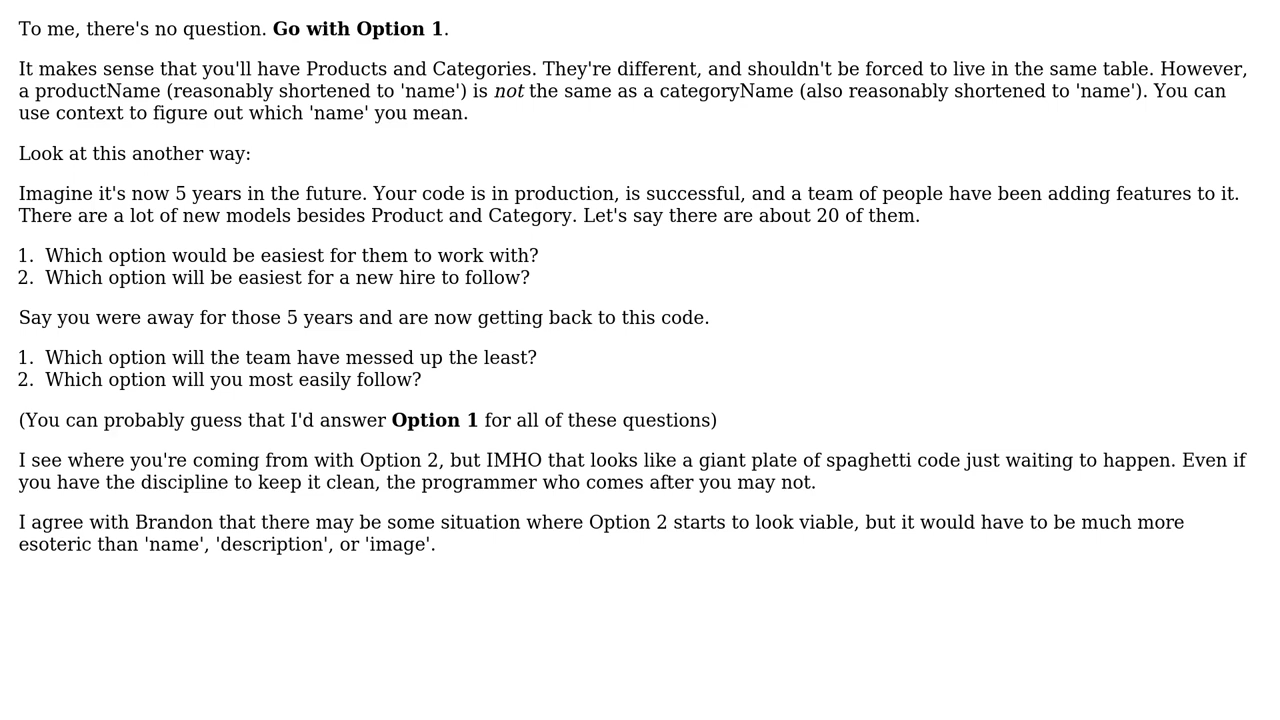 To me, there's no question. Go with Option 1.
It makes sense that you'll have Products and Categories. They're different, and shouldn't be forced to live in the same table. However,
a productName (reasonably shortened to 'name') is not the same as a categoryName (also reasonably shortened to 'name'). You can
use context to figure out which 'name' you mean.
Look at this another way:
Imagine it's now 5 years in the future. Your code is in production, is successful, and a team of people have been adding features to it.
There are a lot of new models besides Product and Category. Let's say there are about 20 of them.
1. Which option would be easiest for them to work with?
2. Which option will be easiest for a new hire to follow?
Say you were away for those 5 years and are now getting back to this code.
1. Which option will the team have messed up the least?
2. Which option will you most easily follow?
(You can probably guess that I'd answer Option 1 for all of these questions)
I see where you're coming from with Option 2, but IMHO that looks like a giant plate of spaghetti code just waiting to happen. Even if
you have the discipline to keep it clean, the programmer who comes after you may not.
I agree with Brandon that there may be some situation where Option 2 starts to look viable, but it would have to be much more
esoteric than 'name', 'description', or 'image'.